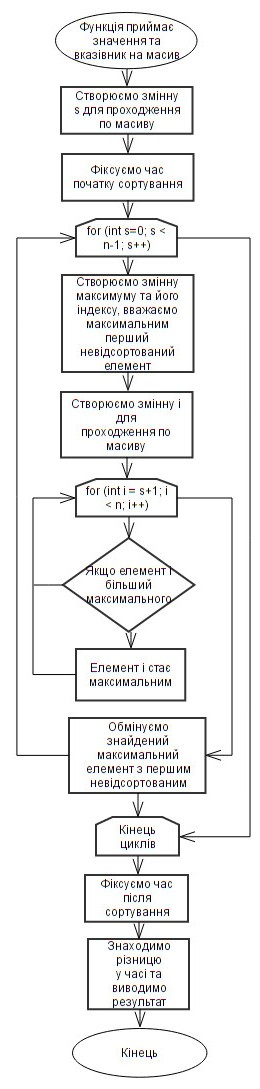 Функція приймає
значення та
вказівник на масив
Створюємо змінну
s для проходження
по масиву
Фіксуємо час
початку сортування
for (int s=0; s <
n-1; s++)
Створюємо змінну
максимуму та його
індексу, вважаємо
максимальним
перший
невідсортований
елемент
Створюємо змінну і
для
проходження по
масиву
for (int i = s+1; i
< n; i++)
Якщо елемент і
більший
максимального
Елемент і стає
максимальним
Обмінуємо
знайдений
максимальний
елемент з першим
невідсортованим
Кінець
циклів
Фіксуємо час
після
сортування
Знаходимо
різницю
у часі та
виводимо
результат
Кінець